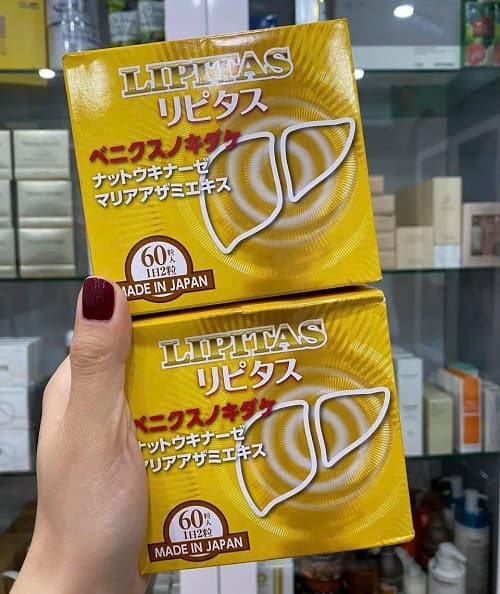 LIPITAS
リピタス
ベニクスノキダケ
ナットウキナーゼ
マリアアザミエキス
60粒入
1日2粒
MADE IN JAPAN
LIPITAS
リピタス
ベニクスノキダケ
ナットウキナーゼ
マリアアザミエキス
60粒入
1日2粒
MADE IN JAPAN